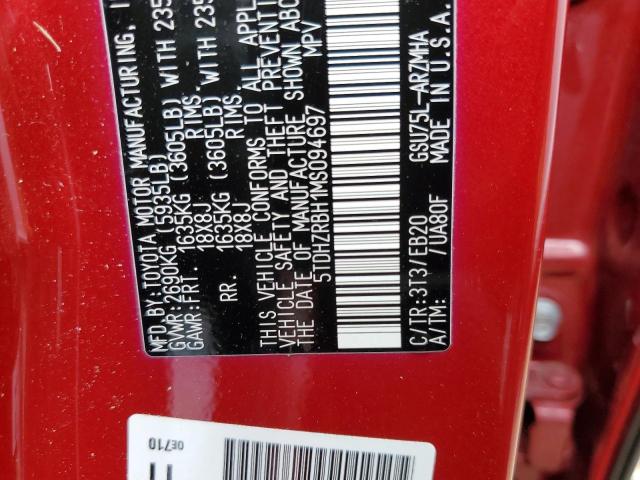 MFD.BY:TOYOTA MOTOR MANUFACTURING,
GAWR:2690KG (5935LB)
GAWR:FRT 1635KG (3605LB) WITH 235
18X8J RIMS,
RR. 1635KG (3605LB) WITH 235
18X8J RIMS,
THIS VEHICLE CONFORMS TO ALL APPL
VEHICLE SAFETY AND THEFT PREVENTI
THE DATE OF MANUFACTURE SHOWN ABO
5TDHZRBH1MS094697 MPV
C/TR:3T3/EB20 GSU75L-ARZMHA
A/TM: /UA80F MADE IN U.S.A.
0E710